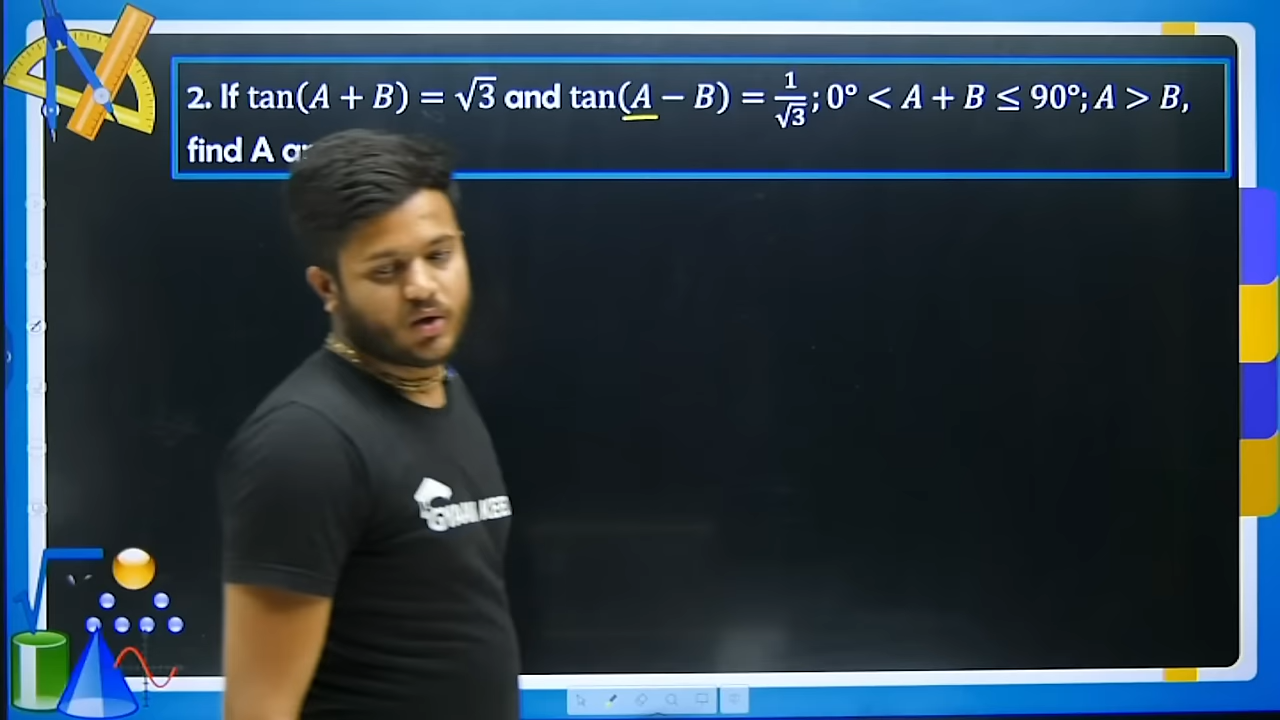 2. If tan(A + B) = √3 and tan(A − B) = 1/√3 ; 0° < A + B ≤ 90°; A > B,
find A